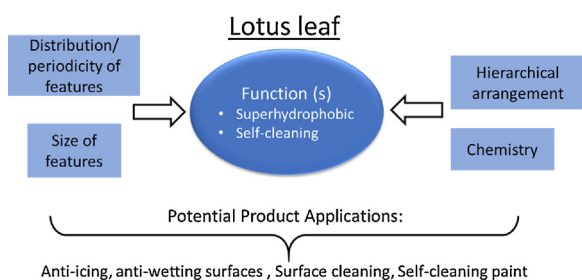 Lotus leaf
Distribution/
periodicity of
features
Size of
features
Function (s)
• Superhydrophobic
• Self-cleaning
Hierarchical
arrangement
Chemistry
Potential Product Applications:
Anti-icing, anti-wetting surfaces , Surface cleaning, Self-cleaning paint